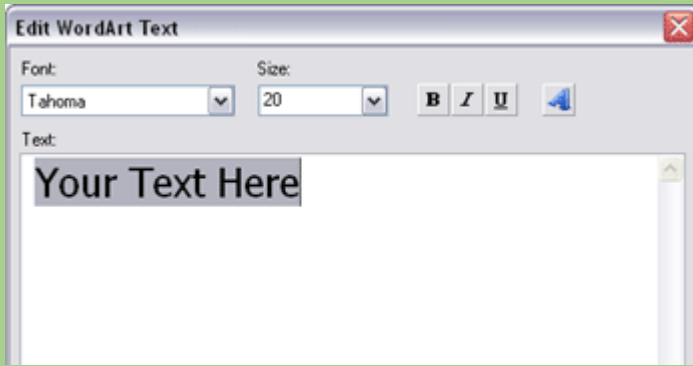 Edit WordArt Text
Font: Size:
Tahoma 20 B I U A
Text:
Your Text Here